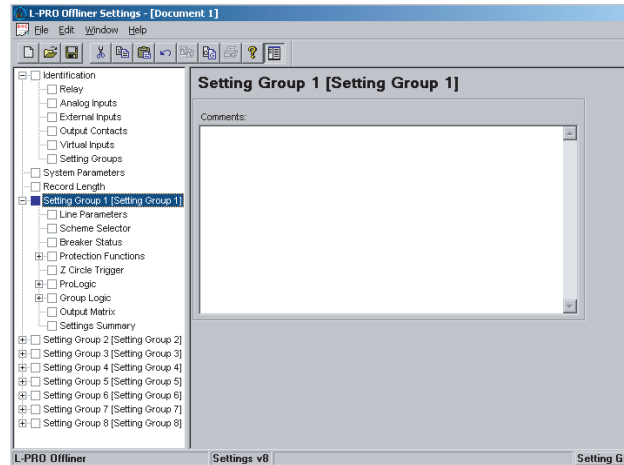 L-PRO Offliner Settings - [Document 1]
File Edit Window Help
Identification
Relay
Analog Inputs
External Inputs
Output Contacts
Virtual Inputs
Setting Groups
System Parameters
Record Length
Setting Group 1 [Setting Group 1]
Line Parameters
Scheme Selector
Breaker Status
Protection Functions
Z Circle Trigger
ProLogic
Group Logic
Output Matrix
Settings Summary
Setting Group 2 [Setting Group 2]
Setting Group 3 [Setting Group 3]
Setting Group 4 [Setting Group 4]
Setting Group 5 [Setting Group 5]
Setting Group 6 [Setting Group 6]
Setting Group 7 [Setting Group 7]
Setting Group 8 [Setting Group 8]
Setting Group 1 [Setting Group 1]
Comments:
L-PRO Offliner Settings v8 Setting G